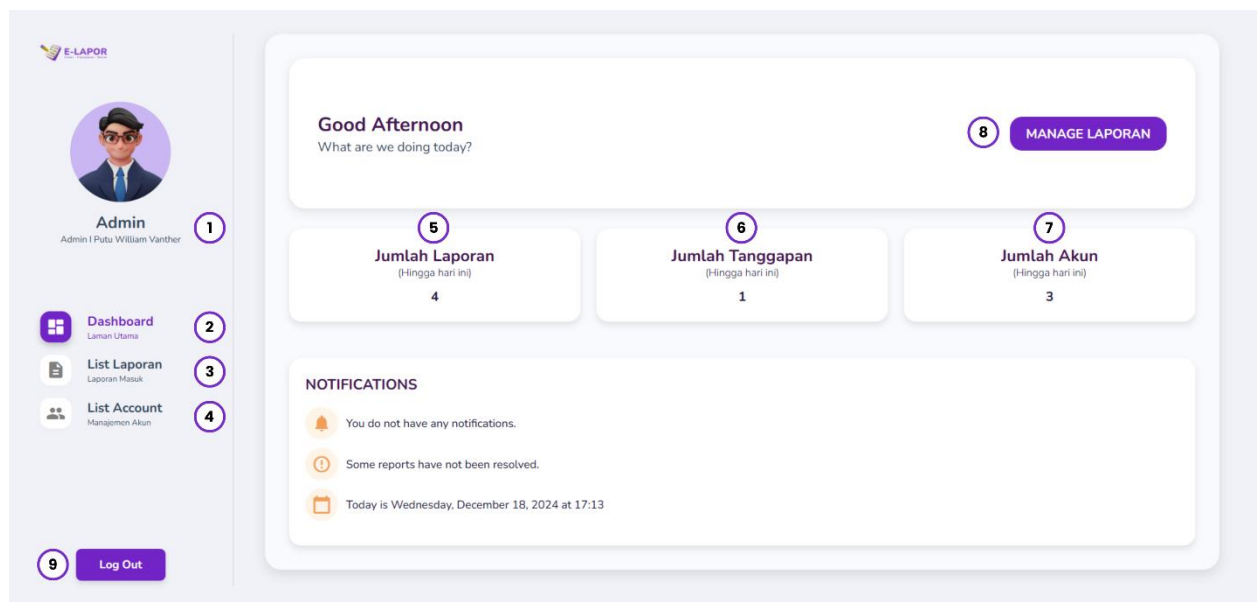 E-LAPOR
Admin
Admin I Putu William Vanther
1
Dashboard
Laman Utama
2
List Laporan
Laporan Masuk
3
List Account
Manajemen Akun
4
9
Log Out
Good Afternoon
What are we doing today?
8
MANAGE LAPORAN
5
Jumlah Laporan
(Hingga hari ini)
4
6
Jumlah Tanggapan
(Hingga hari ini)
1
7
Jumlah Akun
(Hingga hari ini)
3
NOTIFICATIONS
You do not have any notifications.
Some reports have not been resolved.
Today is Wednesday, December 18, 2024 at 17:13